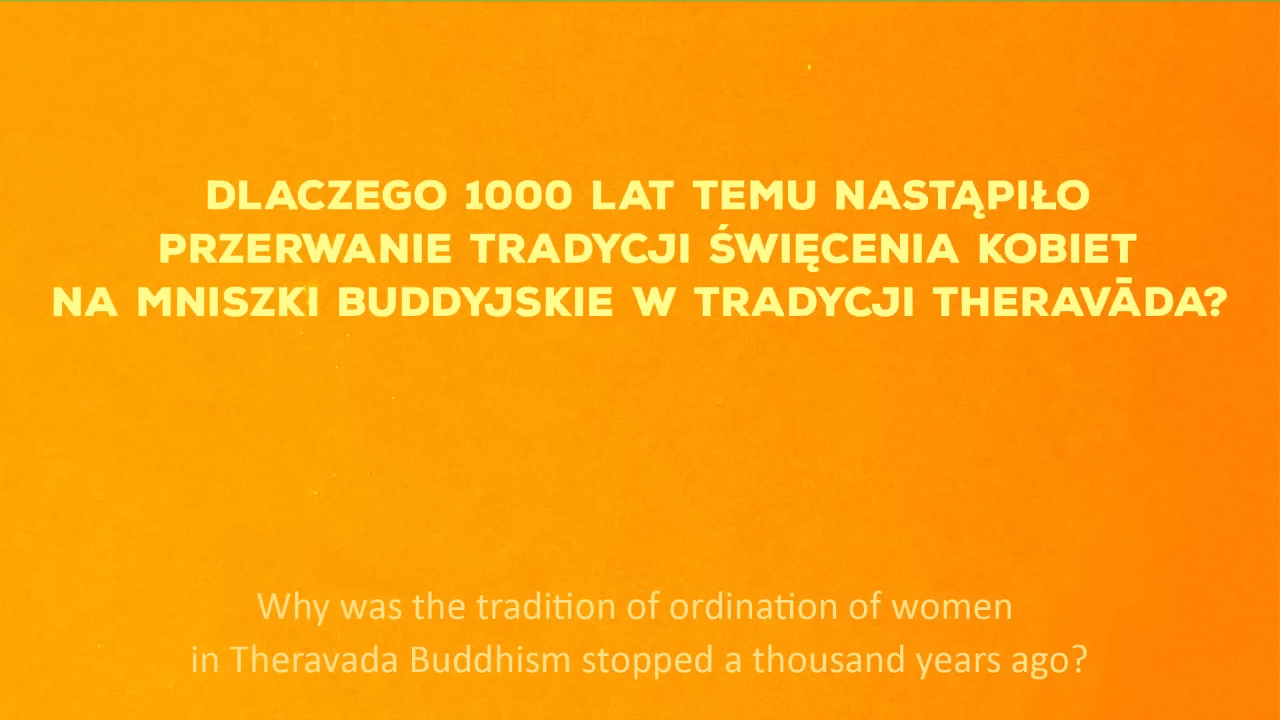 DLACZEGO 1000 LAT TEMU NASTĄPIŁO
PRZERWANIE TRADYCJI ŚWIĘCENIA KOBIET
NA MNISZKI BUDDYJSKIE W TRADYCJI THERAVĀDA?
Why was the tradition of ordination of women
in Theravada Buddhism stopped a thousand years ago?